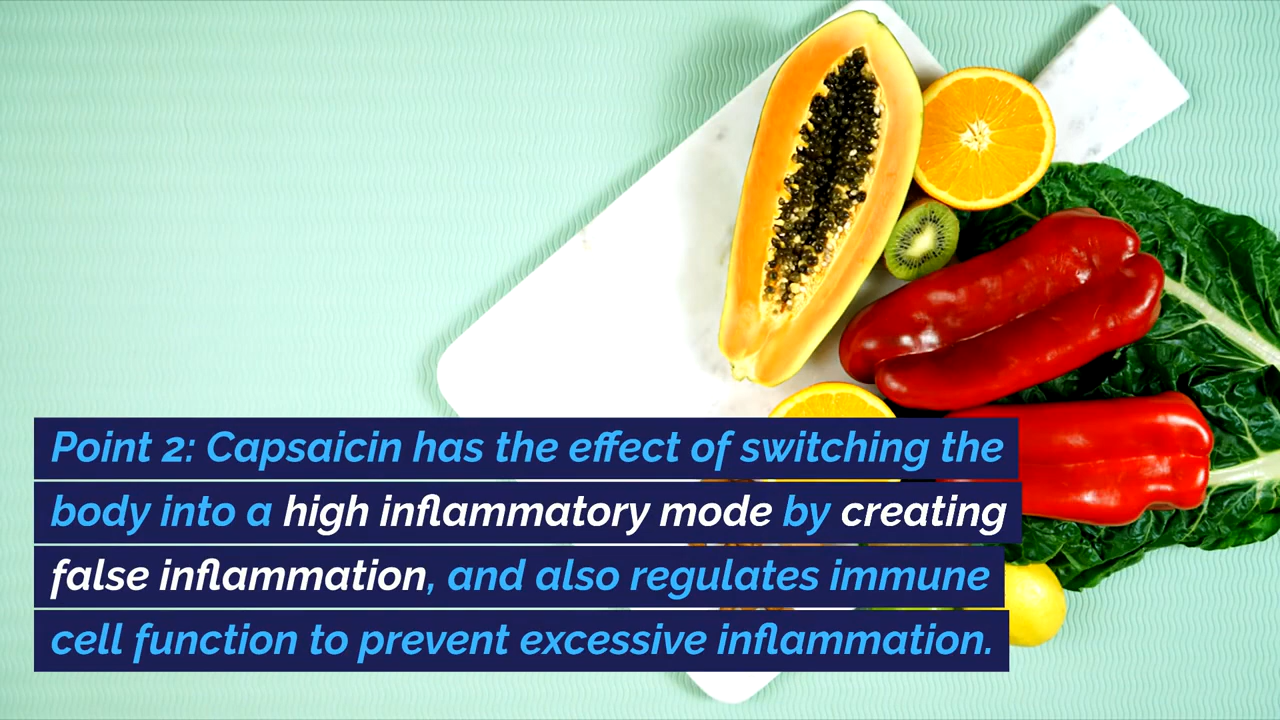 Point 2: Capsaicin has the effect of switching the
body into a high inflammatory mode by creating
false inflammation, and also regulates immune
cell function to prevent excessive inflammation.